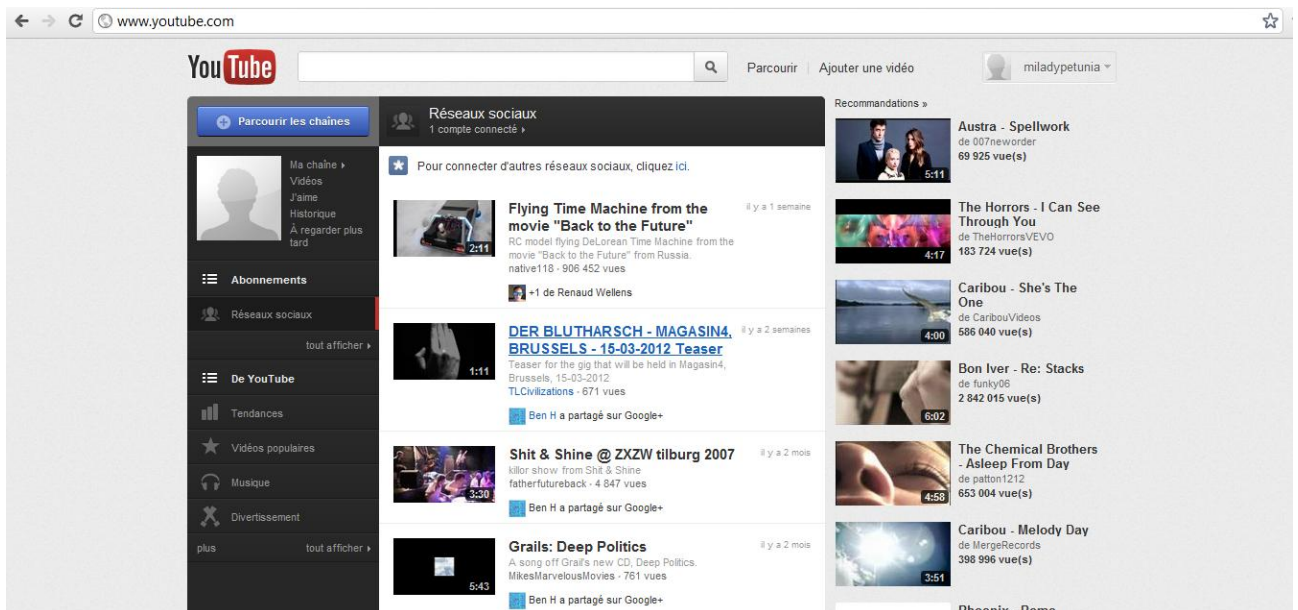 www.youtube.com
YouTube
Parcourir
Ajouter une vidéo
miladypetunia
Parcourir les chaînes
Ma chaîne
Vidéos
J'aime
Historique
À regarder plus
tard
Abonnements
Réseaux sociaux
tout afficher
De YouTube
Tendances
Vidéos populaires
Musique
Divertissement
plus tout afficher
Réseaux sociaux
1 compte connecté
Pour connecter d'autres réseaux sociaux, cliquez ici.
2:11
Flying Time Machine from the
movie "Back to the Future"
il y a 1 semaine
RC model flying DeLorean Time Machine from the
movie "Back to the Future" from Russia.
native118 - 906 452 vues
+1 de Renaud Wellens
1:11
DER BLUTHARSCH - MAGASIN4,
BRUSSELS - 15-03-2012 Teaser
il y a 2 semaines
Teaser for the gig that will be held in Magasin4,
Brussels, 15-03-2012
TLCivilizations - 671 vues
Ben H a partagé sur Google+
3:30
Shit & Shine @ ZXZW tilburg 2007
il y a 2 mois
killor show from Shit & Shine
fatherfutureback - 4 847 vues
Ben H a partagé sur Google+
5:43
Grails: Deep Politics
il y a 2 mois
A song off Grail's new CD, Deep Politics.
MikesMarvelousMovies - 761 vues
Ben H a partagé sur Google+
Recommandations »
5:11
Austra - Spellwork
de 007neworder
69 925 vue(s)
4:17
The Horrors - I Can See
Through You
de TheHorrorsVEVO
183 724 vue(s)
4:00
Caribou - She's The
One
de CaribouVideos
586 040 vue(s)
6:02
Bon Iver - Re: Stacks
de funky06
2 842 015 vue(s)
4:58
The Chemical Brothers
- Asleep From Day
de patton1212
653 004 vue(s)
3:51
Caribou - Melody Day
de MergeRecords
398 996 vue(s)